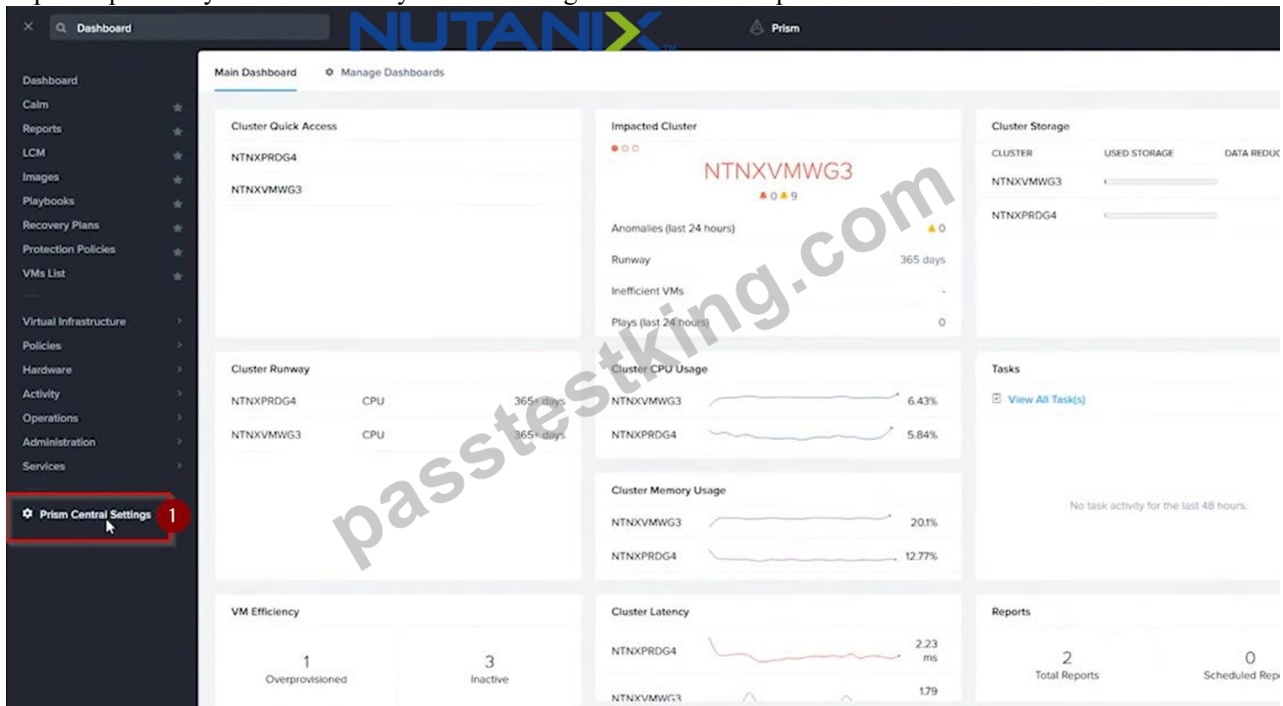 Dashboard
NUTANIX
TM
Prism
Dashboard
Calm
Reports
LCM
Images
Playbooks
Recovery Plans
Protection Policies
VMs List
Virtual Infrastructure
Policies
Hardware
Activity
Operations
Administration
Services
Prism Central Settings
1
Main Dashboard
Manage Dashboards
Cluster Quick Access
NTNXPRDG4
NTNXVMWG3
Impacted Cluster
NTNXVMWG3
0 9
Anomalies (last 24 hours) 0
Runway 365 days
Inefficient VMs -
Plays (last 24 hours) 0
Cluster Storage
CLUSTER USED STORAGE DATA REDUC
NTNXVMWG3
NTNXPRDG4
Cluster Runway
NTNXPRDG4 CPU 365+ days
NTNXVMWG3 CPU 365+ days
Cluster CPU Usage
NTNXVMWG3 6.43%
NTNXPRDG4 5.84%
Cluster Memory Usage
NTNXVMWG3 20.1%
NTNXPRDG4 12.77%
Tasks
View All Task(s)
No task activity for the last 48 hours.
VM Efficiency
1 3
Overprovisioned Inactive
Cluster Latency
NTNXPRDG4 2.23 ms
NTNXVMWG3 1.79
Reports
2 0
Total Reports Scheduled Rep
passtestking.com